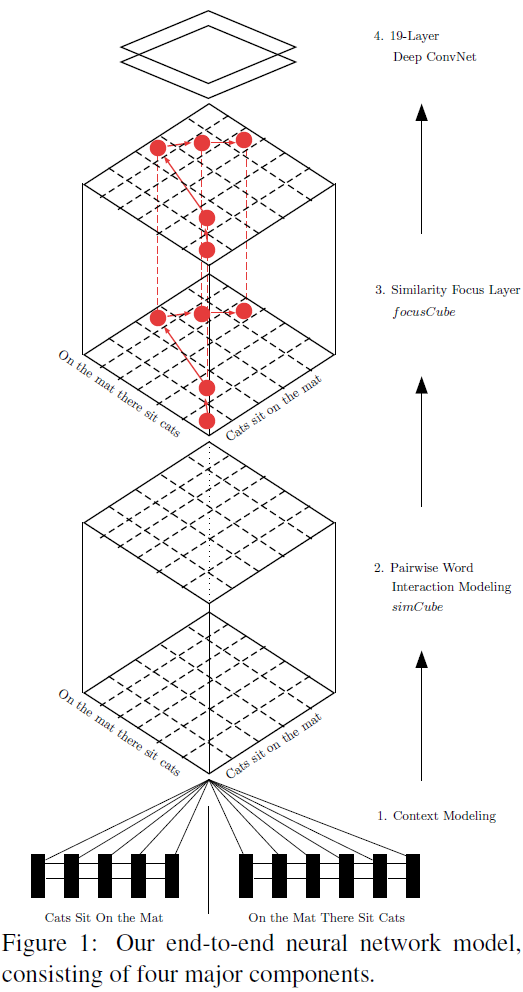 4. 19-Layer
Deep ConvNet
3. Similarity Focus Layer
focusCube
On the mat there sit cats
Cats sit on the mat
2. Pairwise Word
Interaction Modeling
simCube
On the mat there sit cats
Cats sit on the mat
1. Context Modeling
Cats Sit On the Mat
On the Mat There Sit Cats
Figure 1: Our end-to-end neural network model,
consisting of four major components.